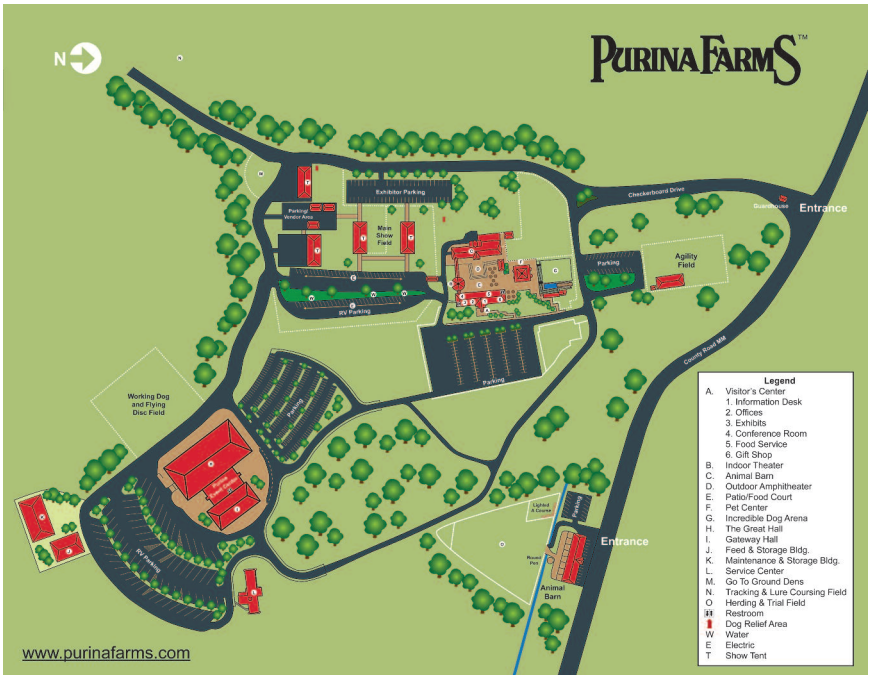 N
N
PURINA FARMS™
Checkerboard Drive
Guardhouse
Entrance
M
T
Exhibitor Parking
Parking/
Vendor Area
Main
Show
Field
T
T
T
C
F
G
D
E
B
Parking
Agility
Field
E
W
W
W
W
E
RV Parking
A
County Road MM
Parking
Parking
Working Dog
and Flying
Disc Field
H
Purina
Event Center
J
K
J
RV Parking
L
Lighted
A Course
Parking
O
Round
Pen
Animal
Barn
Entrance
Legend
A. Visitor's Center
1. Information Desk
2. Offices
3. Exhibits
4. Conference Room
5. Food Service
6. Gift Shop
B. Indoor Theater
C. Animal Barn
D. Outdoor Amphitheater
E. Patio/Food Court
F. Pet Center
G. Incredible Dog Arena
H. The Great Hall
I. Gateway Hall
J. Feed & Storage Bldg.
K. Maintenance & Storage Bldg.
L. Service Center
M. Go To Ground Dens
N. Tracking & Lure Coursing Field
O Herding & Trial Field
Restroom
Dog Relief Area
W Water
E Electric
T Show Tent
www.purinafarms.com